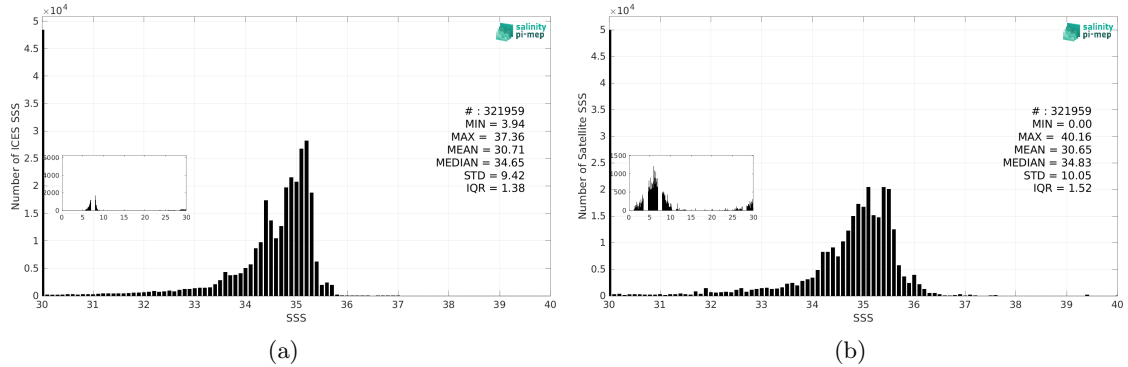 ×10⁴
5
4.5
4
3.5
3
2.5
2
1.5
1
0.5
0
Number of ICES SSS
salinity
pi-mep
# : 321959
MIN = 3.94
MAX = 37.36
MEAN = 30.71
MEDIAN = 34.65
STD = 9.42
IQR = 1.38
6000
4000
2000
0
0 5 10 15 20 25 30
30 31 32 33 34 35 36 37 38 39 40
SSS
(a)
×10⁴
5
4.5
4
3.5
3
2.5
2
1.5
1
0.5
0
Number of Satellite SSS
salinity
pi-mep
# : 321959
MIN = 0.00
MAX = 40.16
MEAN = 30.65
MEDIAN = 34.83
STD = 10.05
IQR = 1.52
1500
1000
500
0
0 5 10 15 20 25 30
30 31 32 33 34 35 36 37 38 39 40
SSS
(b)